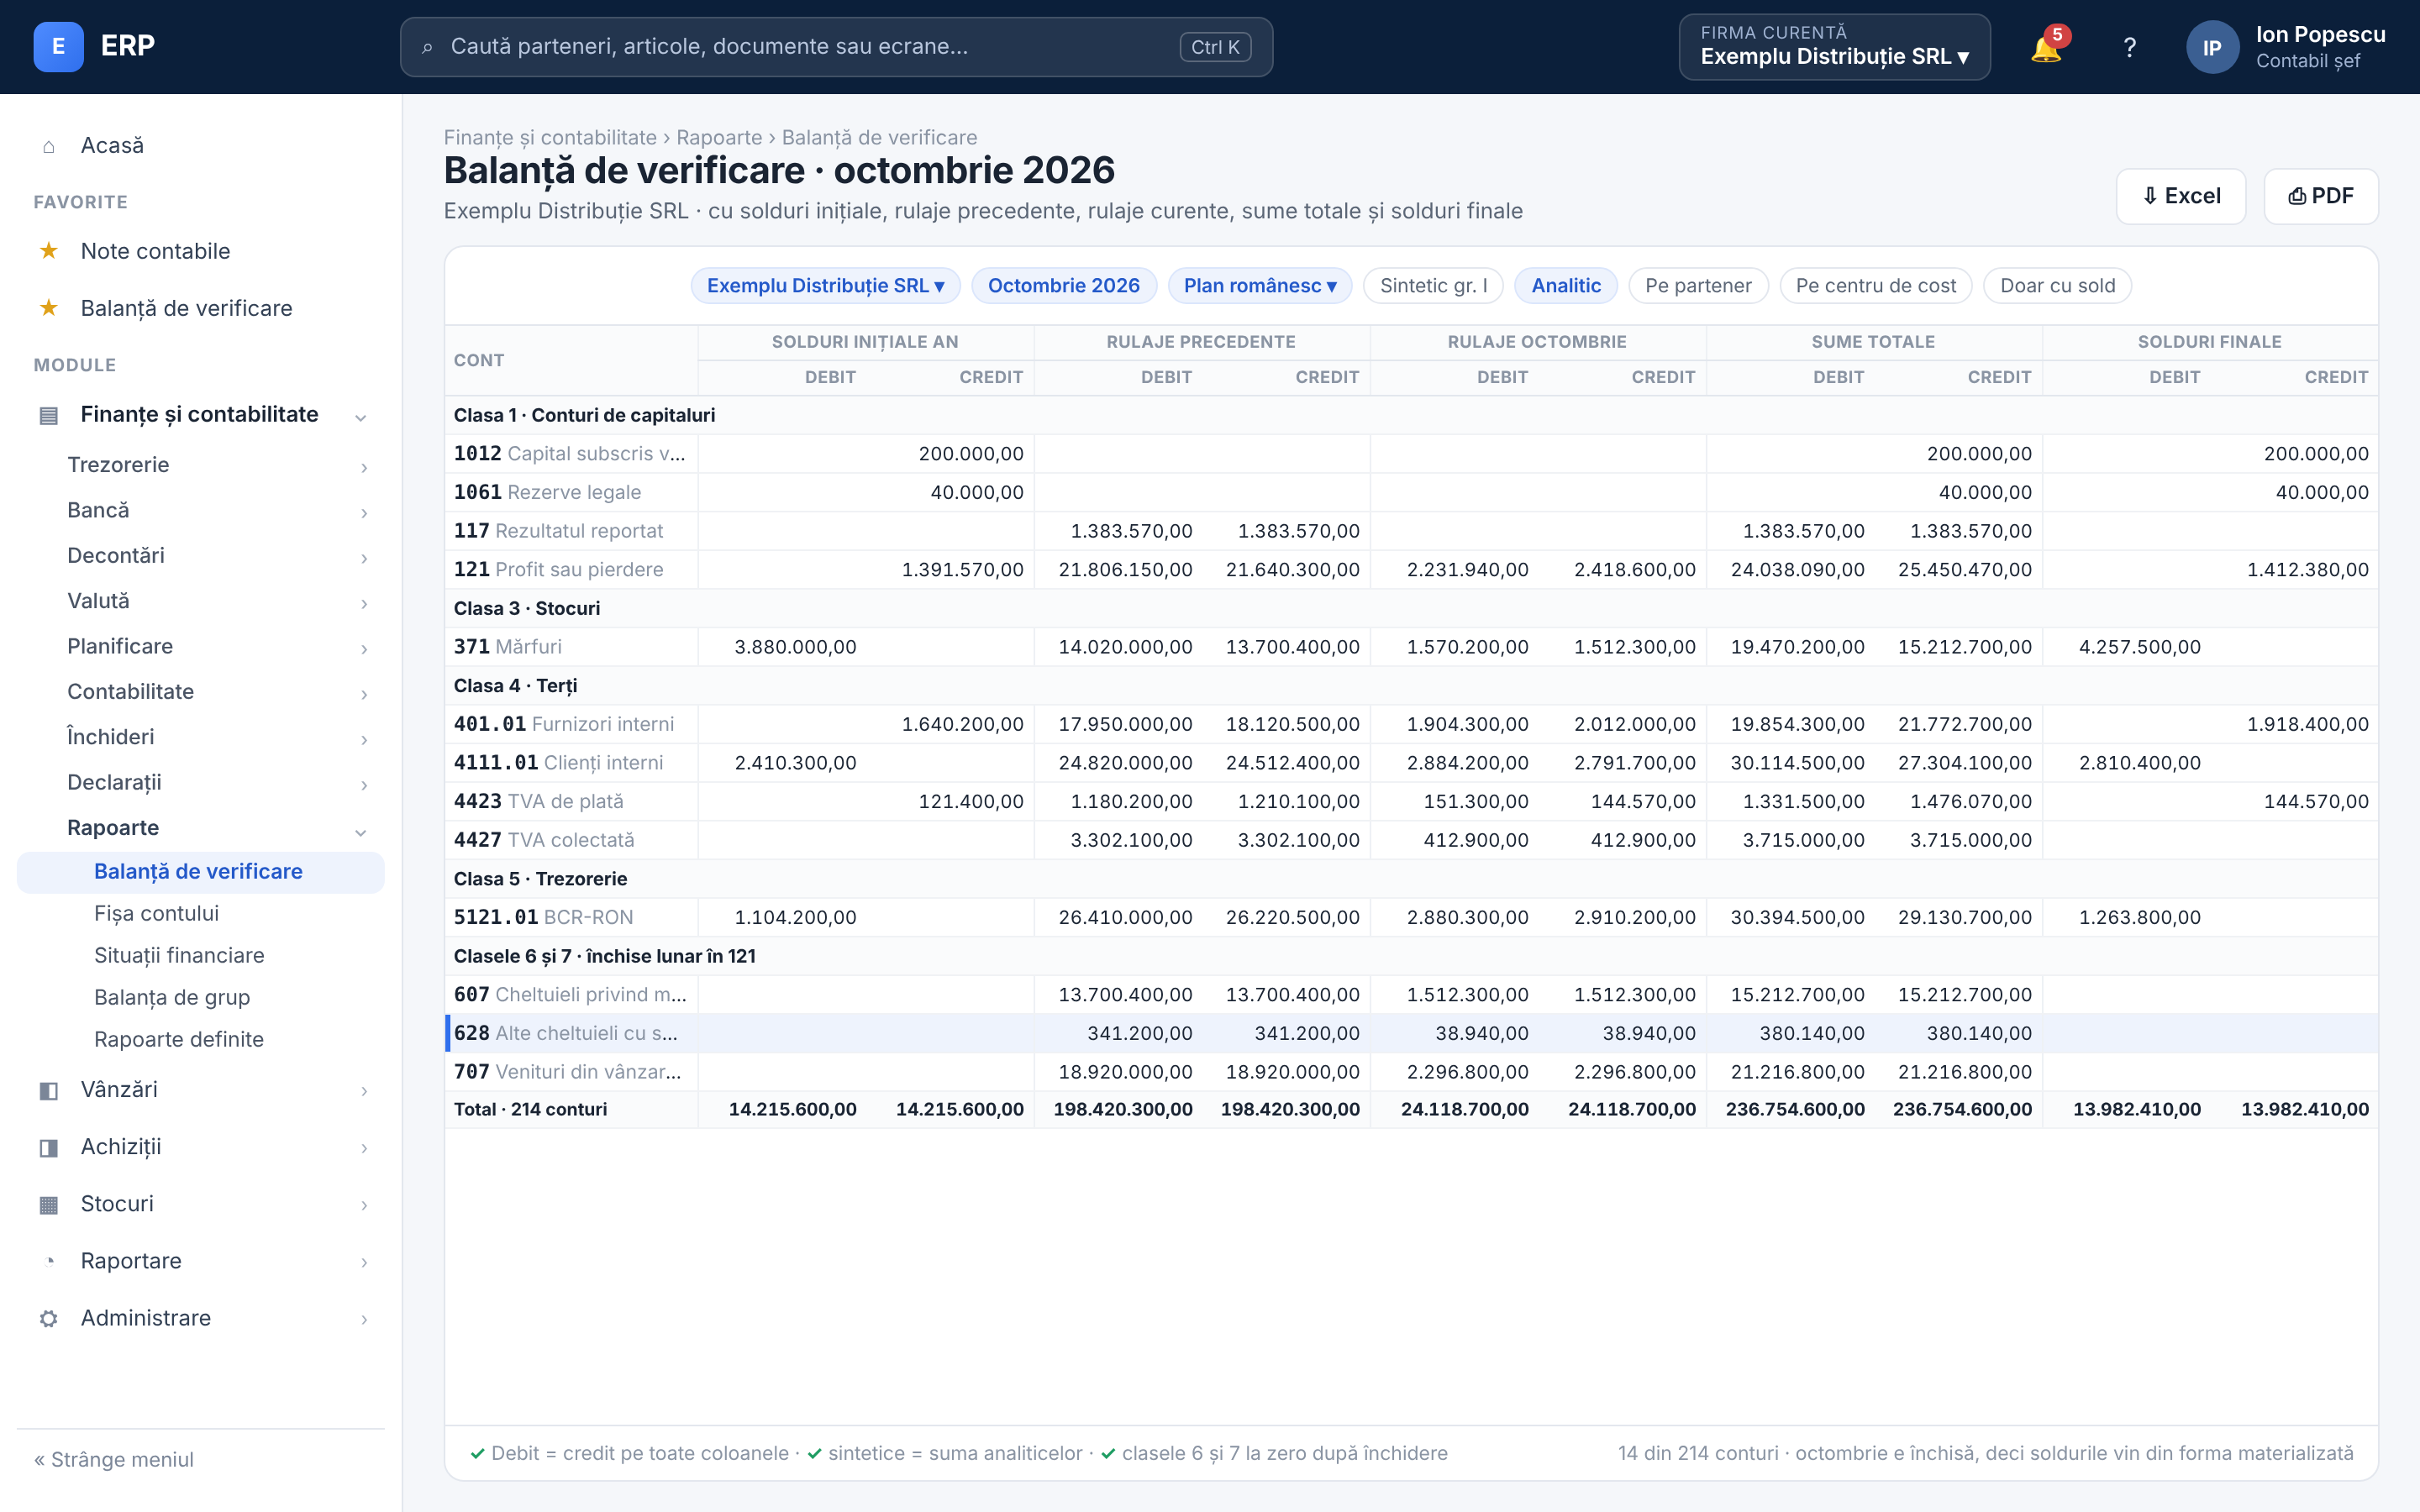 E ERP
Caută parteneri, articole, documente sau ecrane... Ctrl K
FIRMA CURENTĂ
Exemplu Distribuție SRL ▾
5
?
IP
Ion Popescu
Contabil șef
Acasă
FAVORITE
★ Note contabile
★ Balanță de verificare
MODULE
Finanțe și contabilitate
Trezorerie
Bancă
Decontări
Valută
Planificare
Contabilitate
Închideri
Declarații
Rapoarte
Balanță de verificare
Fișa contului
Situații financiare
Balanța de grup
Rapoarte definite
Vânzări
Achiziții
Stocuri
Raportare
Administrare
« Strânge meniul
Finanțe și contabilitate › Rapoarte › Balanță de verificare
Balanță de verificare · octombrie 2026
Exemplu Distribuție SRL · cu solduri inițiale, rulaje precedente, rulaje curente, sume totale și solduri finale
⇩ Excel
⎙ PDF
Exemplu Distribuție SRL ▾ Octombrie 2026 Plan românesc ▾ Sintetic gr. I Analitic Pe partener Pe centru de cost Doar cu sold
CONT SOLDURI INIȚIALE AN RULAJE PRECEDENTE RULAJE OCTOMBRIE SUME TOTALE SOLDURI FINALE
DEBIT CREDIT DEBIT CREDIT DEBIT CREDIT DEBIT CREDIT DEBIT CREDIT
Clasa 1 · Conturi de capitaluri
1012 Capital subscris v... 200.000,00 200.000,00 200.000,00
1061 Rezerve legale 40.000,00 40.000,00 40.000,00
117 Rezultatul reportat 1.383.570,00 1.383.570,00 1.383.570,00 1.383.570,00
121 Profit sau pierdere 1.391.570,00 21.806.150,00 21.640.300,00 2.231.940,00 2.418.600,00 24.038.090,00 25.450.470,00 1.412.380,00
Clasa 3 · Stocuri
371 Mărfuri 3.880.000,00 14.020.000,00 13.700.400,00 1.570.200,00 1.512.300,00 19.470.200,00 15.212.700,00 4.257.500,00
Clasa 4 · Terți
401.01 Furnizori interni 1.640.200,00 17.950.000,00 18.120.500,00 1.904.300,00 2.012.000,00 19.854.300,00 21.772.700,00 1.918.400,00
4111.01 Clienți interni 2.410.300,00 24.820.000,00 24.512.400,00 2.884.200,00 2.791.700,00 30.114.500,00 27.304.100,00 2.810.400,00
4423 TVA de plată 121.400,00 1.180.200,00 1.210.100,00 151.300,00 144.570,00 1.331.500,00 1.476.070,00 144.570,00
4427 TVA colectată 3.302.100,00 3.302.100,00 412.900,00 412.900,00 3.715.000,00 3.715.000,00
Clasa 5 · Trezorerie
5121.01 BCR-RON 1.104.200,00 26.410.000,00 26.220.500,00 2.880.300,00 2.910.200,00 30.394.500,00 29.130.700,00 1.263.800,00
Clasele 6 și 7 · închise lunar în 121
607 Cheltuieli privind m... 13.700.400,00 13.700.400,00 1.512.300,00 1.512.300,00 15.212.700,00 15.212.700,00
628 Alte cheltuieli cu s... 341.200,00 341.200,00 38.940,00 38.940,00 380.140,00 380.140,00
707 Venituri din vânzar... 18.920.000,00 18.920.000,00 2.296.800,00 2.296.800,00 21.216.800,00 21.216.800,00
Total · 214 conturi 14.215.600,00 14.215.600,00 198.420.300,00 198.420.300,00 24.118.700,00 24.118.700,00 236.754.600,00 236.754.600,00 13.982.410,00 13.982.410,00
✓ Debit = credit pe toate coloanele · ✓ sintetice = suma analiticelor · ✓ clasele 6 și 7 la zero după închidere
14 din 214 conturi · octombrie e închisă, deci soldurile vin din forma materializată